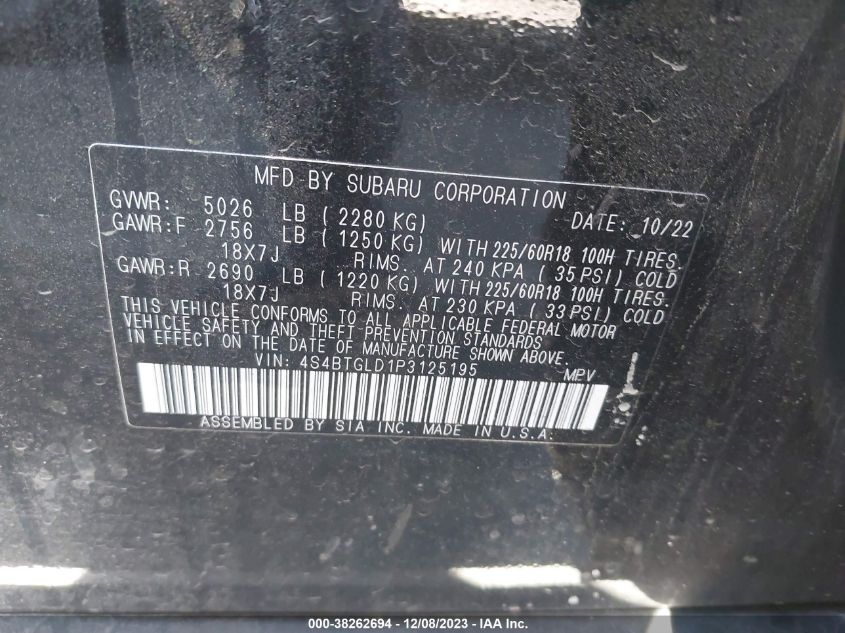 MFD BY SUBARU CORPORATION
GVWR: 5026 LB ( 2280 KG) DATE: 10/22
GAWR:F 2756 LB ( 1250 KG) WITH 225/60R18 100H TIRES.
18X7J RIMS. AT 240 KPA ( 35 PSI) COLD
GAWR:R 2690 LB ( 1220 KG) WITH 225/60R18 100H TIRES.
18X7J RIMS. AT 230 KPA ( 33 PSI) COLD
THIS VEHICLE CONFORMS TO ALL APPLICABLE FEDERAL MOTOR
VEHICLE SAFETY AND THEFT PREVENTION STANDARDS
IN EFFECT ON THE DATE OF MANUFACTURE SHOWN ABOVE.
VIN: 4S4BTGLD1P3125195 MPV
ASSEMBLED BY SIA INC. MADE IN U.S.A.
000-38262694 - 12/08/2023 - IAA